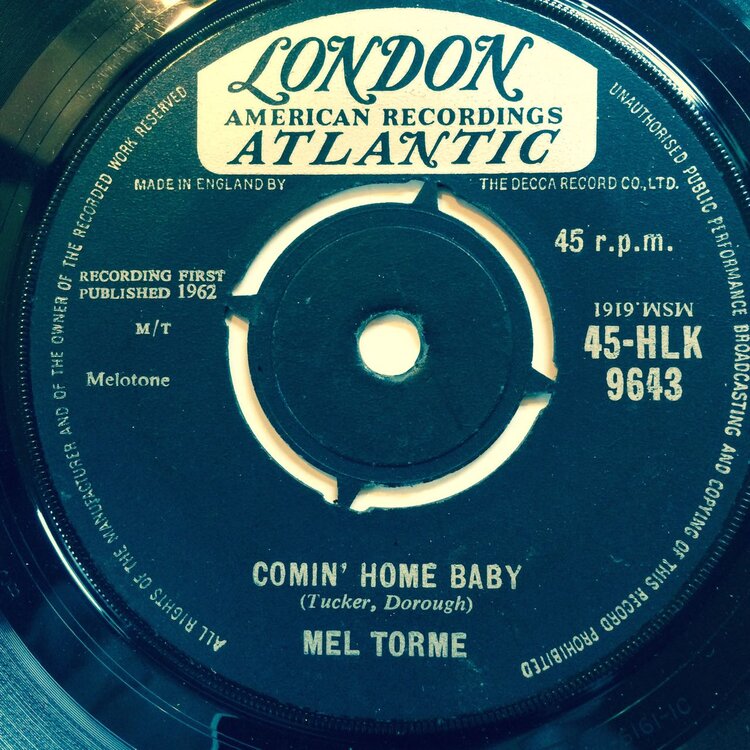 LONDON
AMERICAN RECORDINGS
ATLANTIC
MADE IN ENGLAND BY
THE DECCA RECORD CO., LTD.
ALL RIGHTS OF THE MANUFACTURER AND OF THE OWNER OF THE RECORDED WORK RESERVED
UNAUTHORISED PUBLIC PERFORMANCE BROADCASTING AND COPYING OF THIS RECORD PROHIBITED
45 r.p.m.
RECORDING FIRST
PUBLISHED 1962
M/T
Melotone
MSM.6161
45-HLK
9643
COMIN' HOME BABY
(Tucker, Dorough)
MEL TORME